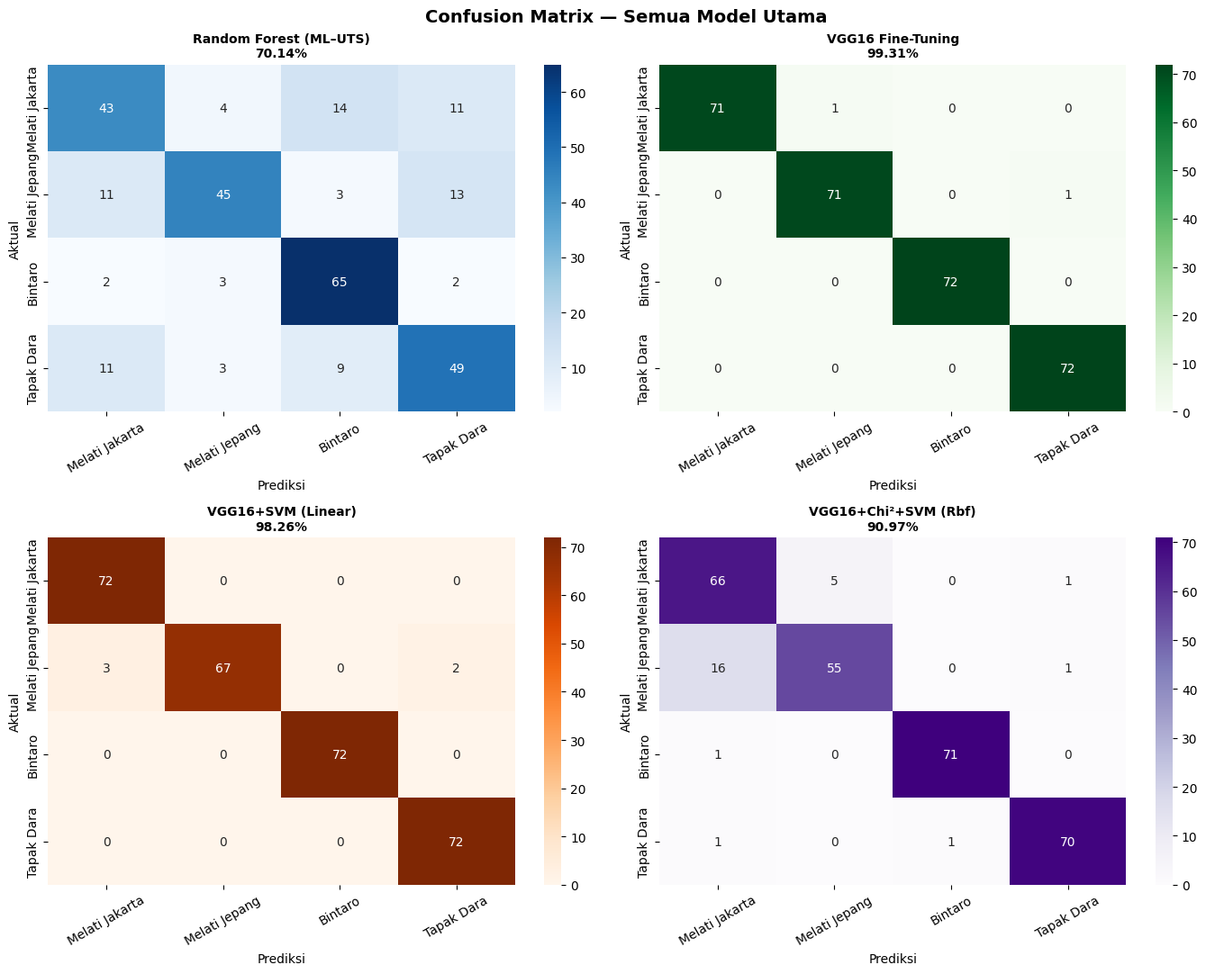 Confusion Matrix — Semua Model Utama
Random Forest (ML–UTS)
70.14%
Aktual
Melati Jakarta
Melati Jepang
Bintaro
Tapak Dara
43 4 14 11
11 45 3 13
2 3 65 2
11 3 9 49
Melati Jakarta Melati Jepang Bintaro Tapak Dara
Prediksi
60
50
40
30
20
10
VGG16 Fine-Tuning
99.31%
Aktual
Melati Jakarta
Melati Jepang
Bintaro
Tapak Dara
71 1 0 0
0 71 0 1
0 0 72 0
0 0 0 72
Melati Jakarta Melati Jepang Bintaro Tapak Dara
Prediksi
70
60
50
40
30
20
10
0
VGG16+SVM (Linear)
98.26%
Aktual
Melati Jakarta
Melati Jepang
Bintaro
Tapak Dara
72 0 0 0
3 67 0 2
0 0 72 0
0 0 0 72
Melati Jakarta Melati Jepang Bintaro Tapak Dara
Prediksi
70
60
50
40
30
20
10
0
VGG16+Chi²+SVM (Rbf)
90.97%
Aktual
Melati Jakarta
Melati Jepang
Bintaro
Tapak Dara
66 5 0 1
16 55 0 1
1 0 71 0
1 0 1 70
Melati Jakarta Melati Jepang Bintaro Tapak Dara
Prediksi
70
60
50
40
30
20
10
0